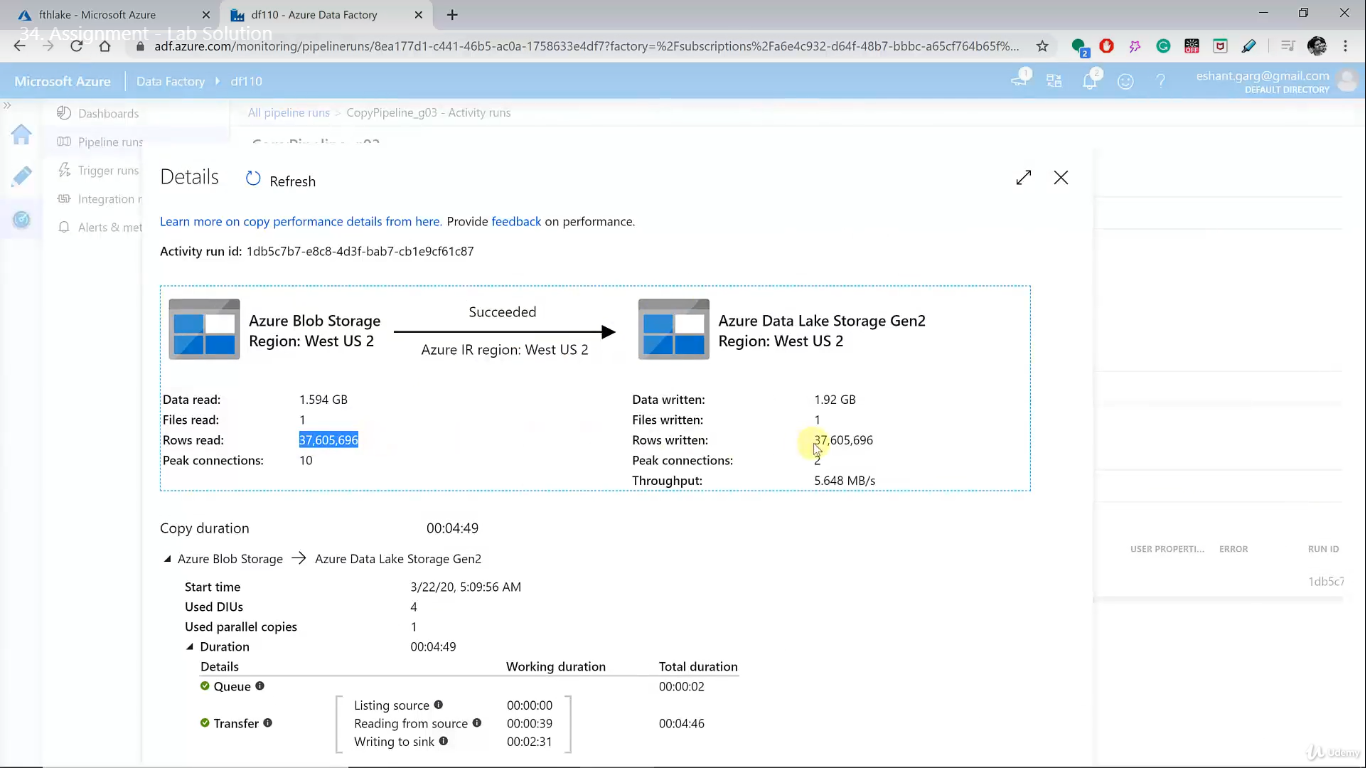 fthlake - Microsoft Azure
df110 - Azure Data Factory
34. Assignment - Lab Solution
adf.azure.com/monitoring/pipelineruns/8ea177d1-c441-46b5-ac0a-1758633e4df7?factory=%2Fsubscriptions%2Fa6e4c932-d64f-48b7-bbbc-a65cf764b65f%...
2
OFF
Microsoft Azure
Data Factory
df110
1
2
?
eshant.garg@gmail.com
DEFAULT DIRECTORY
»
Dashboards
Pipeline runs
Trigger runs
Integration r
Alerts & met
All pipeline runs > CopyPipeline_g03 - Activity runs
CopyPipeline_g03
Details
Refresh
Learn more on copy performance details from here. Provide feedback on performance.
Activity run id: 1db5c7b7-e8c8-4d3f-bab7-cb1e9cf61c87
Azure Blob Storage
Region: West US 2
Succeeded
Azure IR region: West US 2
Azure Data Lake Storage Gen2
Region: West US 2
Data read: 1.594 GB
Files read: 1
Rows read: 37,605,696
Peak connections: 10
Data written: 1.92 GB
Files written: 1
Rows written: 37,605,696
Peak connections: 2
Throughput: 5.648 MB/s
Copy duration 00:04:49
Azure Blob Storage → Azure Data Lake Storage Gen2
Start time 3/22/20, 5:09:56 AM
Used DIUs 4
Used parallel copies 1
Duration 00:04:49
Details Working duration Total duration
Queue 00:00:02
Listing source 00:00:00
Transfer Reading from source 00:00:39 00:04:46
Writing to sink 00:02:31
USER PROPERTI... ERROR RUN ID
1db5c7
Udemy